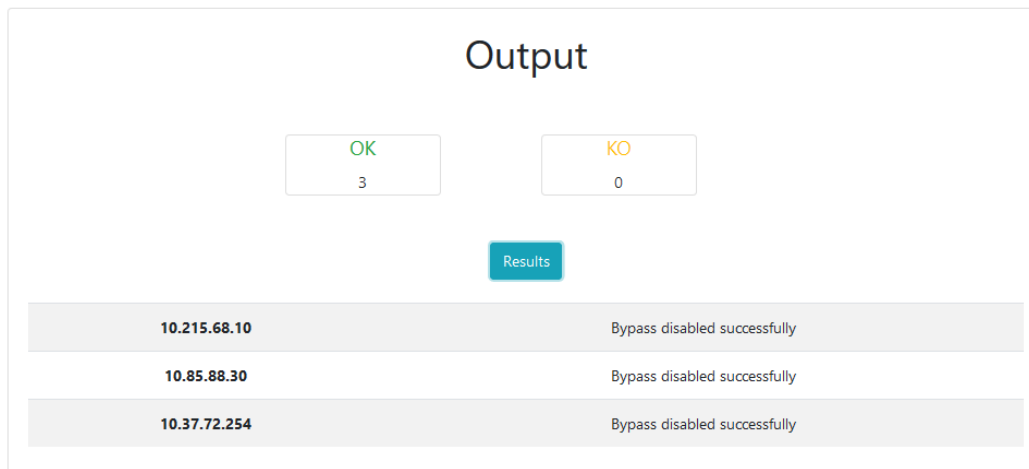 Output
OK
KO
3
0
Results
10.215.68.10 Bypass disabled successfully
10.85.88.30 Bypass disabled successfully
10.37.72.254 Bypass disabled successfully